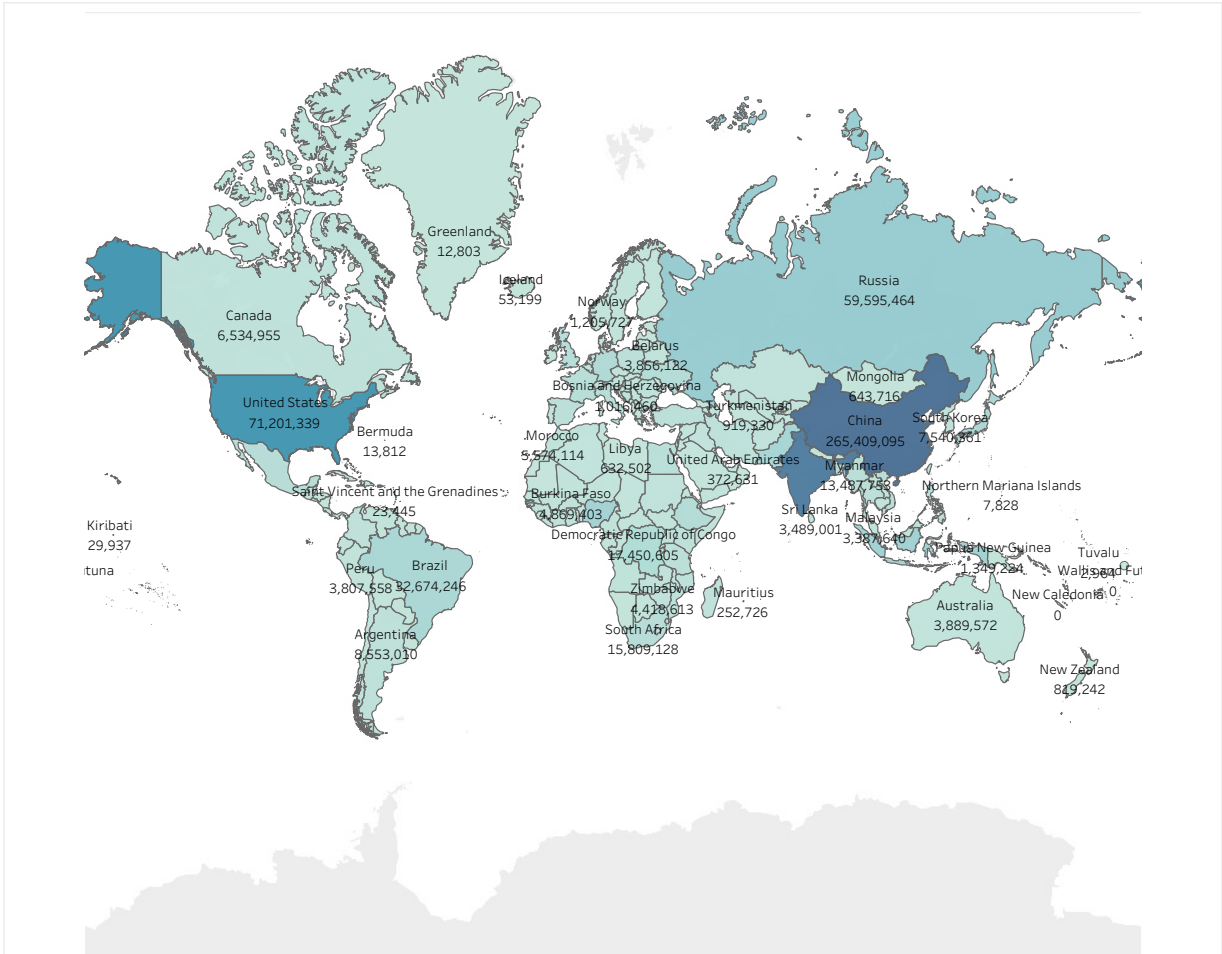 Greenland
12,803
Iceland
53,199
Russia
59,595,464
Norway
1,205,727
Canada
6,534,955
Belarus
3,856,122
Mongolia
643,716
Bosnia and Herzegovina
1,016,460
United States
71,201,339
Turkmenistan
919,330
China
265,409,095
South Korea
7,540,361
Bermuda
13,812
Morocco
5,574,114
Libya
632,502
United Arab Emirates
372,631
Myanmar
13,487,753
Saint Vincent and the Grenadines
23,445
Burkina Faso
4,869,403
Northern Mariana Islands
7,828
Sri Lanka
3,489,001
Malaysia
3,387,640
Kiribati
29,937
Democratic Republic of Congo
17,450,605
Papua New Guinea
1,349,224
Tuvalu
2,964
tuna
Wallis and Fut
0
Peru
3,807,558
Brazil
32,674,246
Zimbabwe
4,418,613
Mauritius
252,726
New Caledonia
0
Australia
3,889,572
South Africa
15,809,128
Argentina
8,553,010
New Zealand
819,242